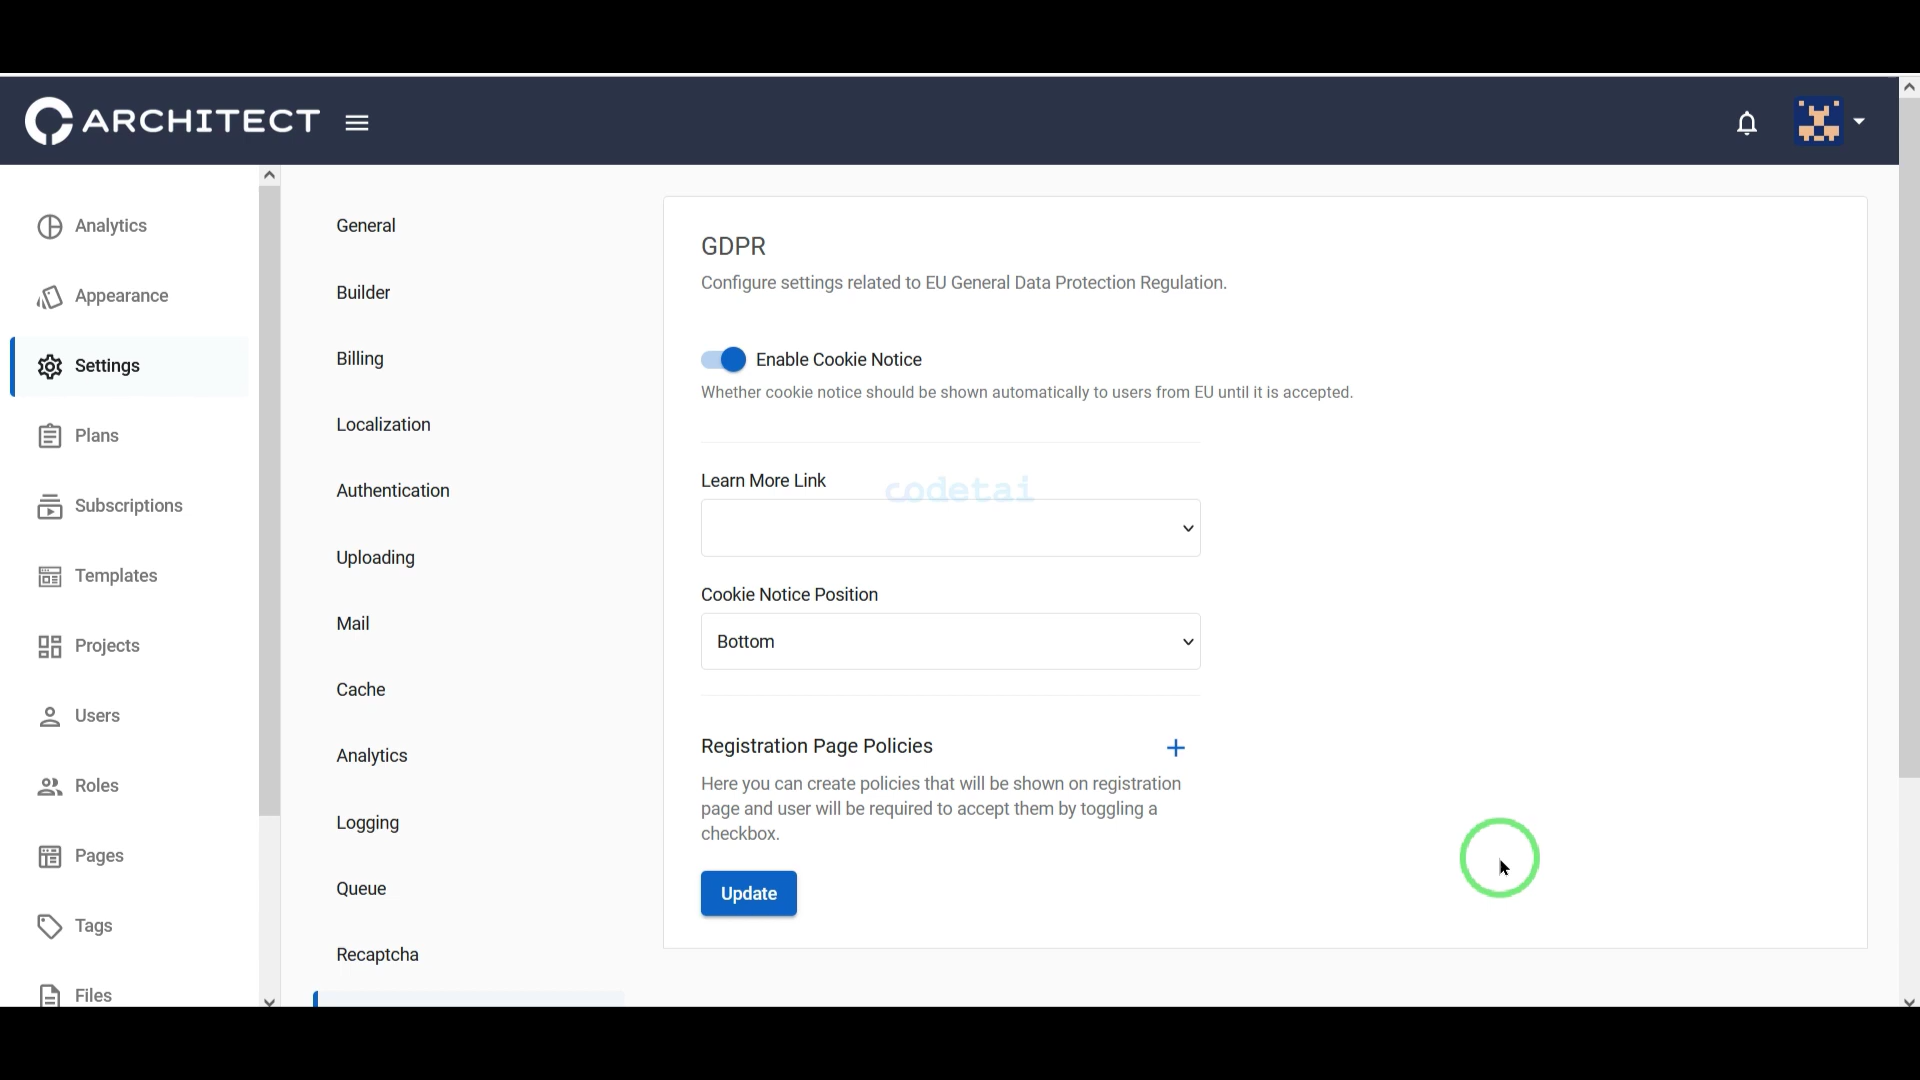 ARCHITECT
Analytics
Appearance
Settings
Plans
Subscriptions
Templates
Projects
Users
Roles
Pages
Tags
Files
General
Builder
Billing
Localization
Authentication
Uploading
Mail
Cache
Analytics
Logging
Queue
Recaptcha
GDPR
Configure settings related to EU General Data Protection Regulation.
Enable Cookie Notice
Whether cookie notice should be shown automatically to users from EU until it is accepted.
Learn More Link
codetai
Cookie Notice Position
Bottom
Registration Page Policies
Here you can create policies that will be shown on registration
page and user will be required to accept them by toggling a
checkbox.
Update